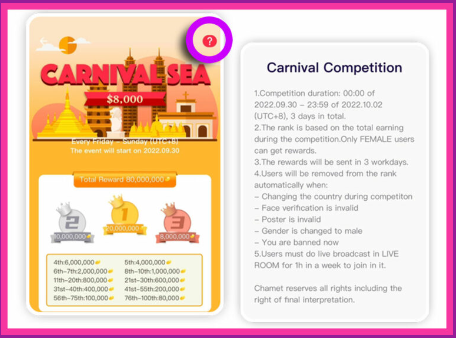 ?
CARNIVAL SEA
$8,000
Every Friday - Sunday (UTC+8)
The event will start on 2022.09.30
Total Reward 80,000,000
2
1
3
10,000,000
20,000,000
8,000,000
4th:6,000,000
5th:4,000,000
6th-7th:2,000,000
8th-10th:1,000,000
11th-20th:800,000
21st-30th:600,000
31st-40th:400,000
41st-55th:200,000
56th-75th:100,000
76th-100th:80,000
Carnival Competition
1.Competition duration: 00:00 of
2022.09.30 - 23:59 of 2022.10.02
(UTC+8), 3 days in total.
2.The rank is based on the total earning
during the competition.Only FEMALE users
can get rewards.
3.The rewards will be sent in 3 workdays.
4.Users will be removed from the rank
automatically when:
- Changing the country during competiton
- Face verification is invalid
- Poster is invalid
- Gender is changed to male
- You are banned now
5.Users must do live broadcast in LIVE
ROOM for 1h in a week to join in it.
Chamet reserves all rights including the
right of final interpretation.